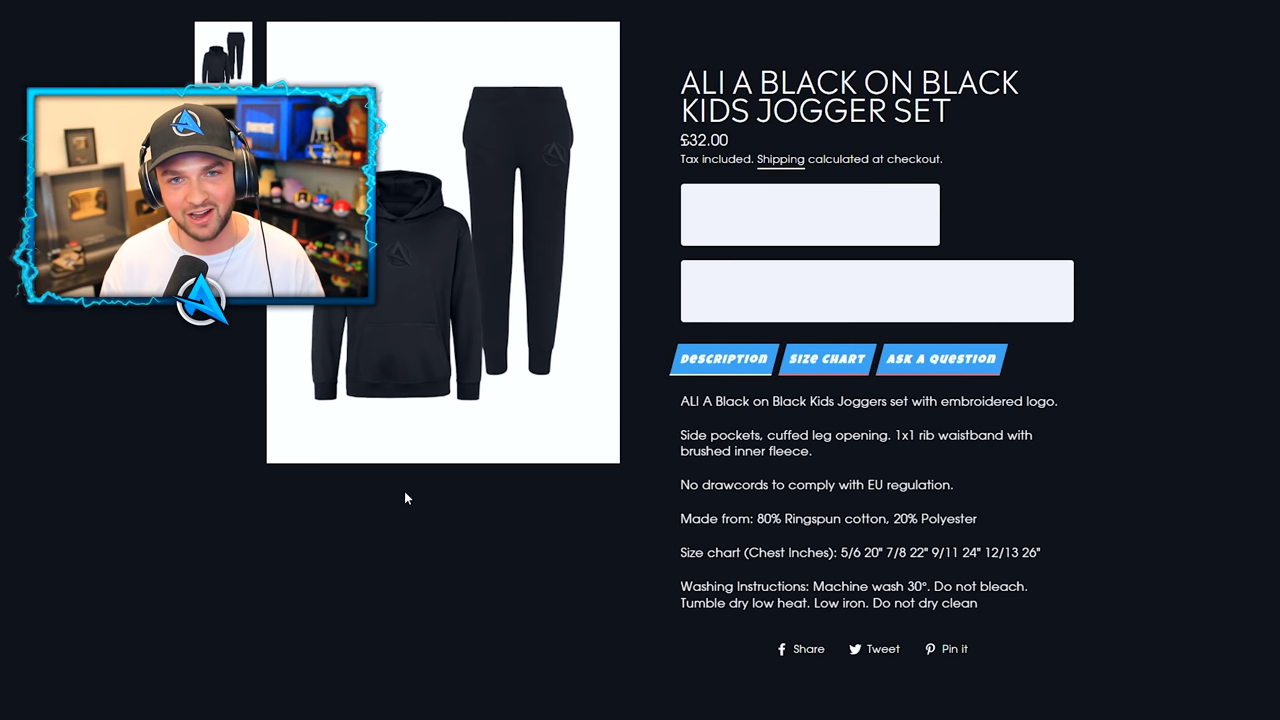 ALI A BLACK ON BLACK
KIDS JOGGER SET
£32.00
Tax included. Shipping calculated at checkout.
DESCRIPTION
SIZE CHART
ASK A QUESTION
ALI A Black on Black Kids Joggers set with embroidered logo.
Side pockets, cuffed leg opening. 1x1 rib waistband with
brushed inner fleece.
No drawcords to comply with EU regulation.
Made from: 80% Ringspun cotton, 20% Polyester
Size chart (Chest Inches): 5/6 20" 7/8 22" 9/11 24" 12/13 26"
Washing Instructions: Machine wash 30°. Do not bleach.
Tumble dry low heat. Low iron. Do not dry clean
Share
Tweet
Pin it